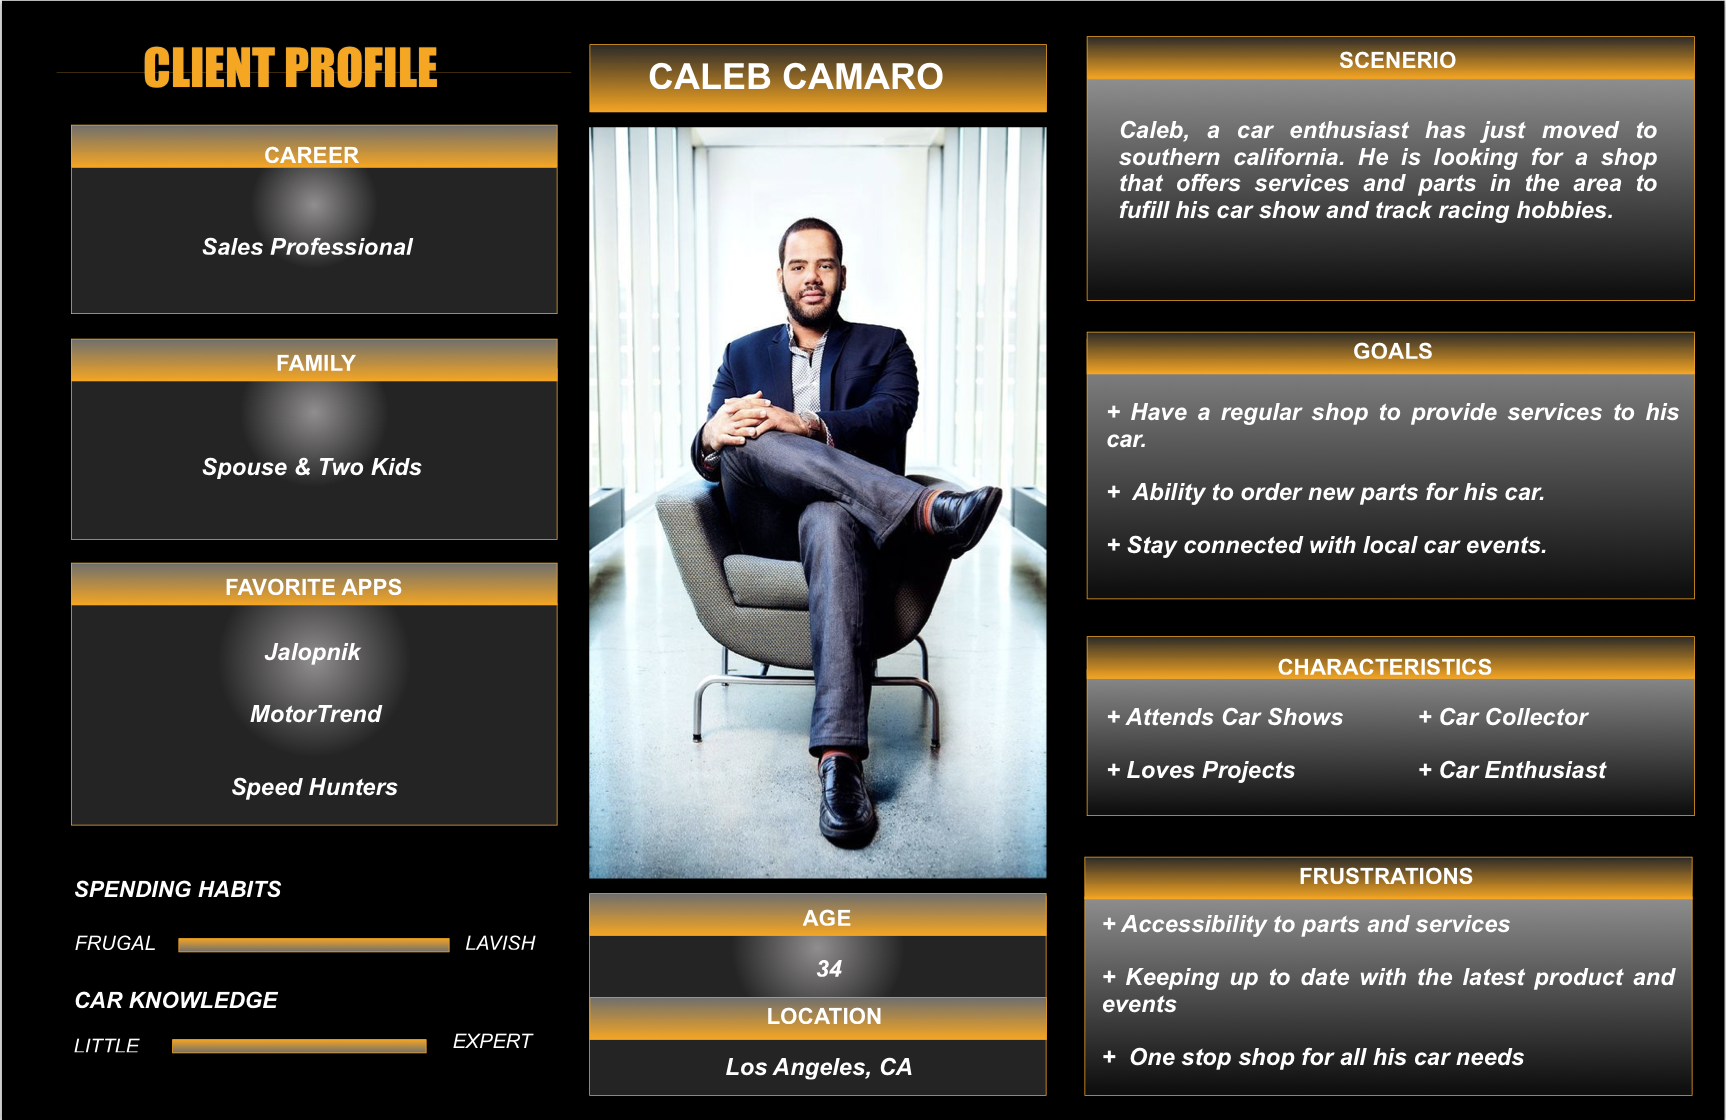 CLIENT PROFILE
CAREER
Sales Professional
FAMILY
Spouse & Two Kids
FAVORITE APPS
Jalopnik
MotorTrend
Speed Hunters
SPENDING HABITS
FRUGAL LAVISH
CAR KNOWLEDGE
LITTLE EXPERT
CALEB CAMARO
AGE
34
LOCATION
Los Angeles, CA
SCENERIO
Caleb, a car enthusiast has just moved to
southern california. He is looking for a shop
that offers services and parts in the area to
fufill his car show and track racing hobbies.
GOALS
+ Have a regular shop to provide services to his
car.
+ Ability to order new parts for his car.
+ Stay connected with local car events.
CHARACTERISTICS
+ Attends Car Shows + Car Collector
+ Loves Projects + Car Enthusiast
FRUSTRATIONS
+ Accessibility to parts and services
+ Keeping up to date with the latest product and
events
+ One stop shop for all his car needs